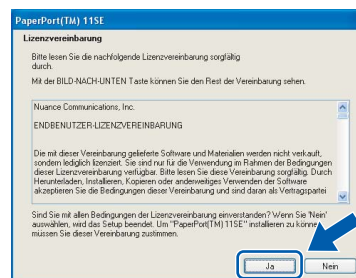 PaperPort(TM) 11SE
Lizenzvereinbarung
Bitte lesen Sie die nachfolgende Lizenzvereinbarung sorgfältig
durch.
Mit der BILD-NACH-UNTEN Taste können Sie den Rest der Vereinbarung sehen.
Nuance Communications, Inc.
ENDBENUTZER-LIZENZVEREINBARUNG
Die mit dieser Vereinbarung gelieferte Software und Materialien werden nicht verkauft,
sondern lediglich lizenziert. Sie sind nur für die Verwendung im Rahmen der Bedingungen
dieser Lizenzvereinbarung verfügbar. Bitte lesen Sie diese Vereinbarung sorgfältig. Durch
Herunterladen, Installieren, Kopieren oder anderweitiges Verwenden der Software
akzeptieren Sie die Bedingungen dieser Vereinbarung und sind daran als Vertragspartei
Sind Sie mit allen Bedingungen der Lizenzvereinbarung einverstanden? Wenn Sie 'Nein'
auswählen, wird das Setup beendet. Um "PaperPort(TM) 11SE" installieren zu können
müssen Sie dieser Vereinbarung zustimmen.
Ja
Nein